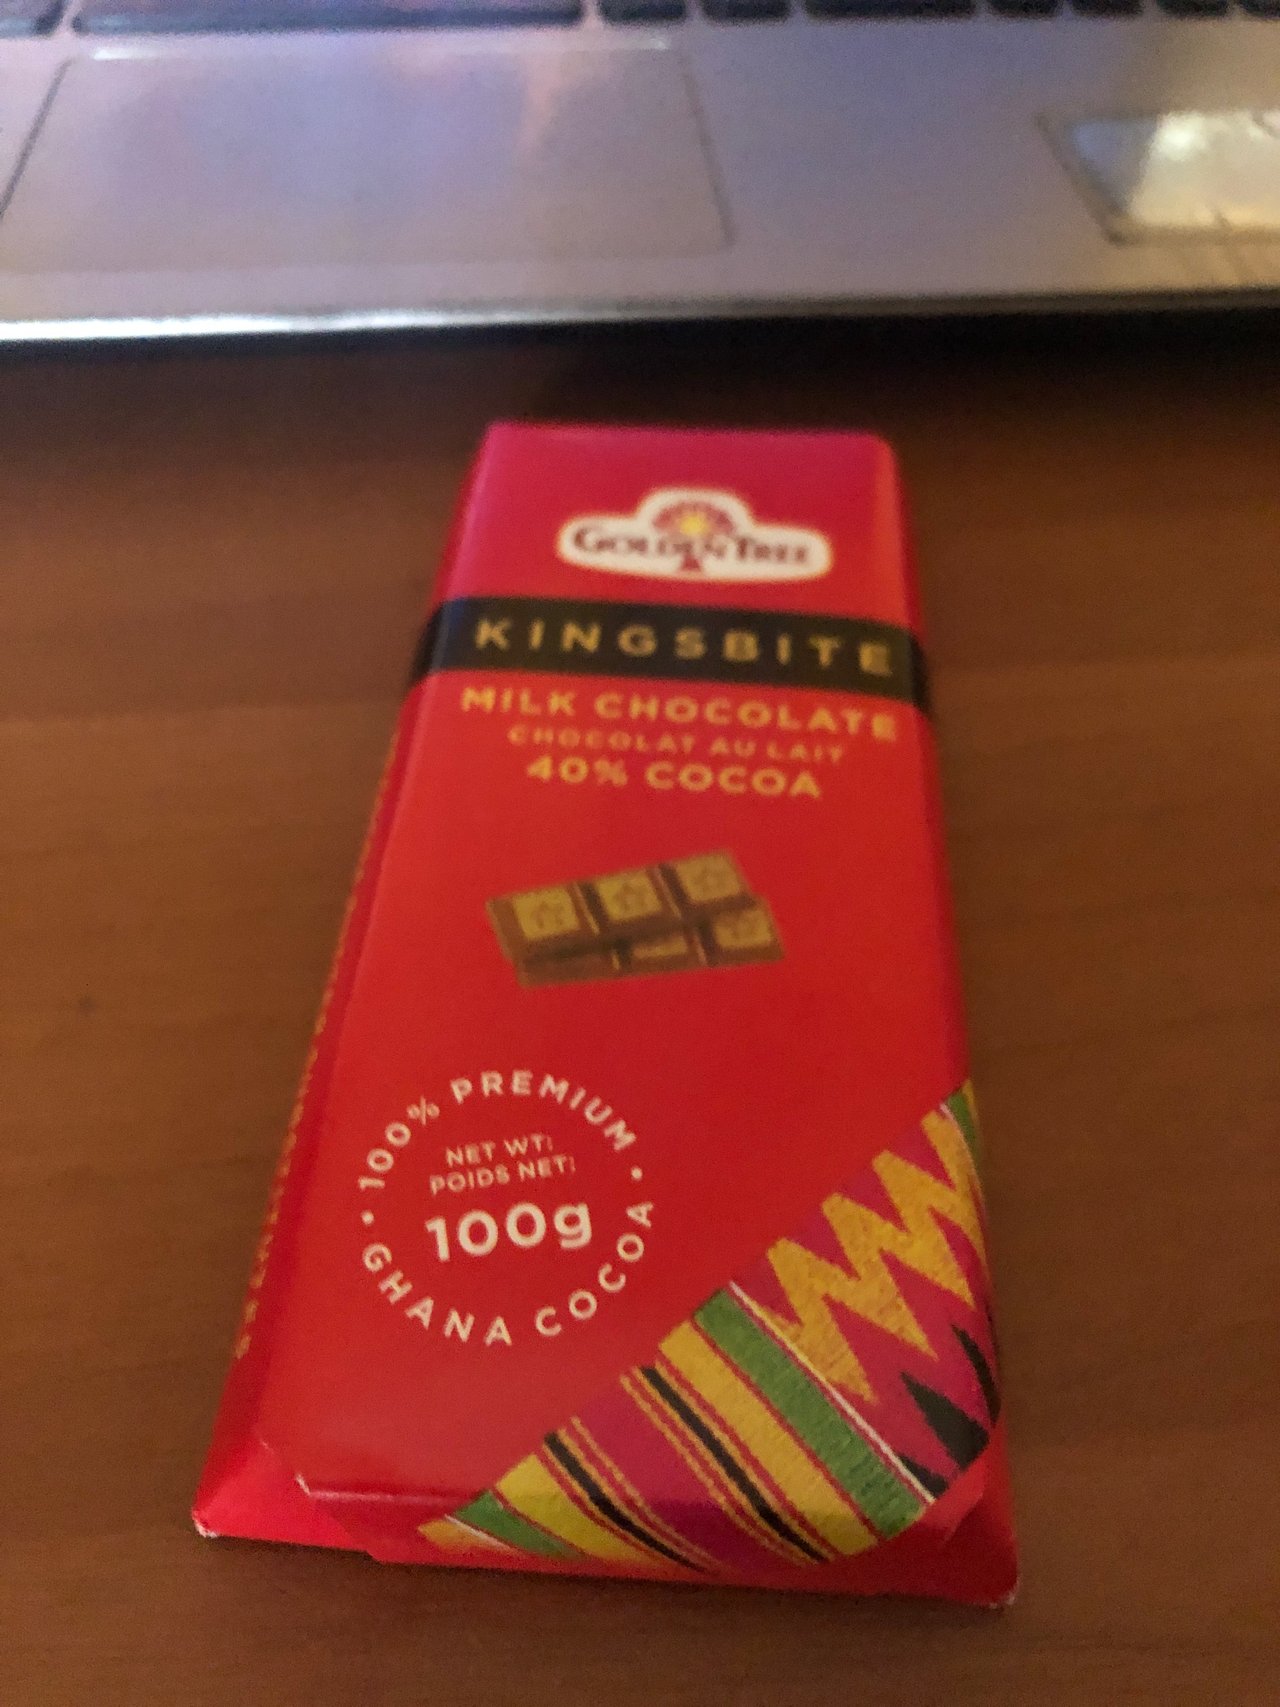 GOLDEN TREE
KINGSBITE
MILK CHOCOLATE
CHOCOLAT AU LAIT
40% COCOA
100% PREMIUM
NET WT:
POIDS NET:
100g
GHANA COCOA